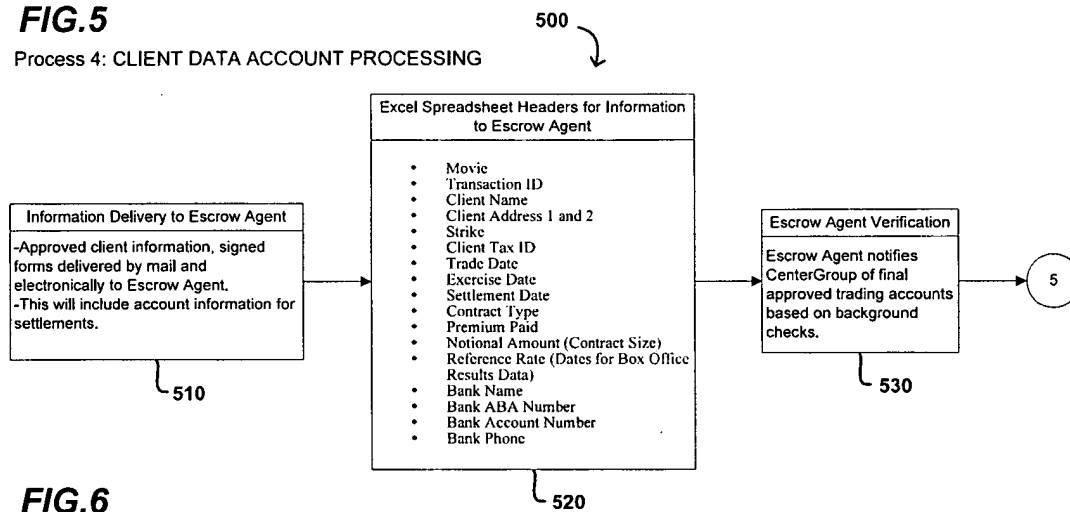 FIG.5
500
Process 4: CLIENT DATA ACCOUNT PROCESSING
Information Delivery to Escrow Agent
-Approved client information, signed
forms delivered by mail and
electronically to Escrow Agent.
-This will include account information for
settlements.
510
Excel Spreadsheet Headers for Information
to Escrow Agent
• Movie
• Transaction ID
• Client Name
• Client Address 1 and 2
• Strike
• Client Tax ID
• Trade Date
• Exercise Date
• Settlement Date
• Contract Type
• Premium Paid
• Notional Amount (Contract Size)
• Reference Rate (Dates for Box Office
Results Data)
• Bank Name
• Bank ABA Number
• Bank Account Number
• Bank Phone
520
Escrow Agent Verification
Escrow Agent notifies
CenterGroup of final
approved trading accounts
based on background
checks.
530
5
FIG.6